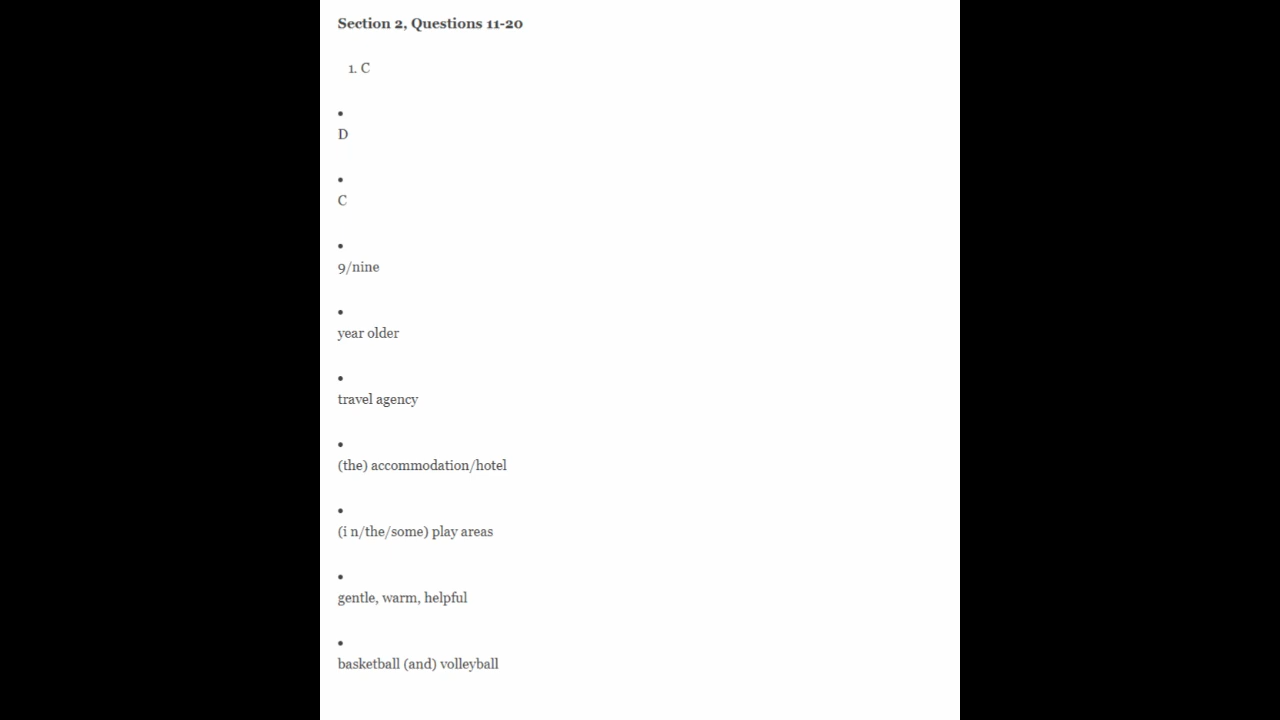 Section 2, Questions 11-20
1. C
•
D
•
C
•
9/nine
•
year older
•
travel agency
•
(the) accommodation/hotel
•
(i n/the/some) play areas
•
gentle, warm, helpful
•
basketball (and) volleyball